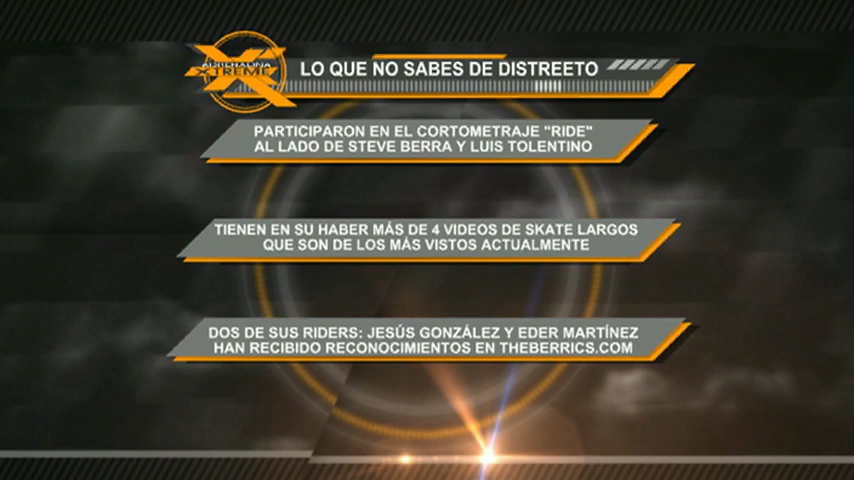 ADRENALINA
XTREME
LO QUE NO SABES DE DISTREETO
PARTICIPARON EN EL CORTOMETRAJE "RIDE"
AL LADO DE STEVE BERRA Y LUIS TOLENTINO
TIENEN EN SU HABER MÁS DE 4 VIDEOS DE SKATE LARGOS
QUE SON DE LOS MÁS VISTOS ACTUALMENTE
DOS DE SUS RIDERS: JESÚS GONZÁLEZ Y EDER MARTÍNEZ
HAN RECIBIDO RECONOCIMIENTOS EN THEBERRICS.COM